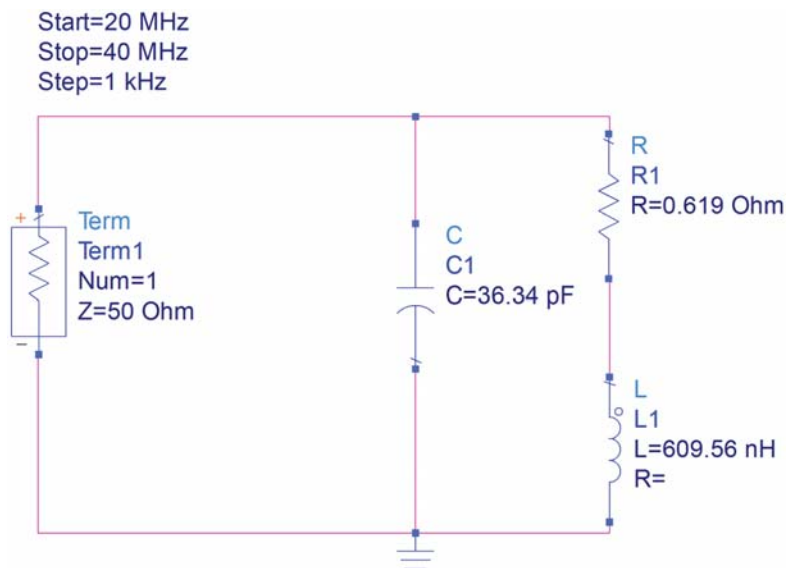 Start=20 MHz
Stop=40 MHz
Step=1 kHz
+
Term
Term1
Num=1
Z=50 Ohm
−
C
C1
C=36.34 pF
R
R1
R=0.619 Ohm
L
L1
L=609.56 nH
R=